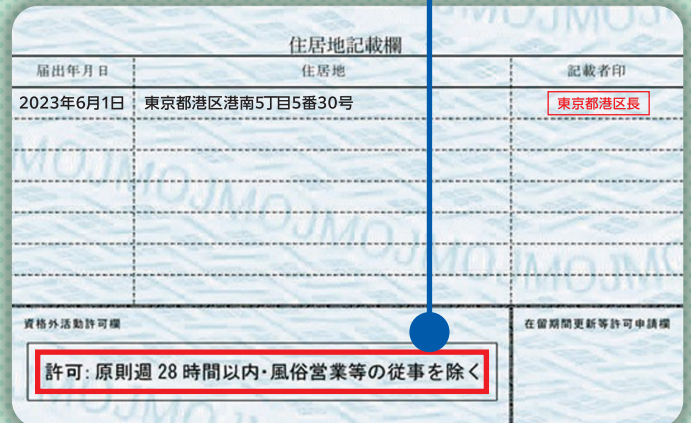 住居地記載欄
届出年月日 住居地 記載者印
2023年6月1日 東京都港区港南5丁目5番30号 東京都港区長
MOJMOJMOJMOJMOJMOJ
資格外活動許可欄 在留期間更新等許可申請欄
許可: 原則週 28 時間以内・風俗営業等の従事を除く